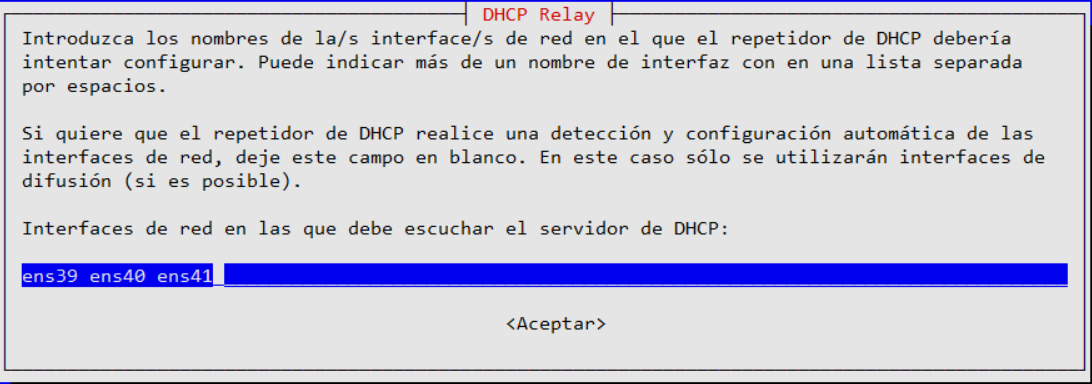 DHCP Relay
Introduzca los nombres de la/s interface/s de red en el que el repetidor de DHCP debería
intentar configurar. Puede indicar más de un nombre de interfaz con en una lista separada
por espacios.
Si quiere que el repetidor de DHCP realice una detección y configuración automática de las
interfaces de red, deje este campo en blanco. En este caso sólo se utilizarán interfaces de
difusión (si es posible).
Interfaces de red en las que debe escuchar el servidor de DHCP:
ens39 ens40 ens41
<Aceptar>